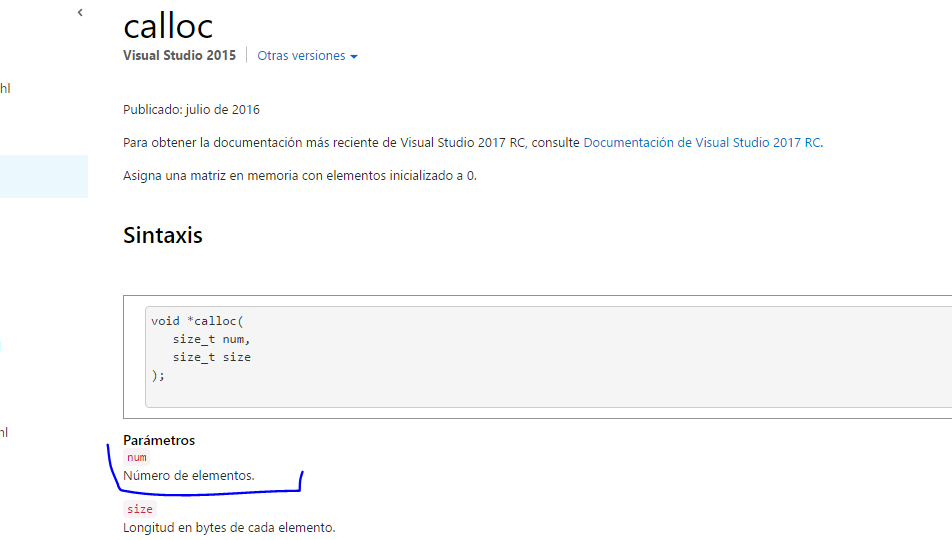 calloc
Visual Studio 2015 Otras versiones
hl
Publicado: julio de 2016
Para obtener la documentación más reciente de Visual Studio 2017 RC, consulte Documentación de Visual Studio 2017 RC.
Asigna una matriz en memoria con elementos inicializado a 0.
Sintaxis
void *calloc(
size_t num,
size_t size
);
hl
Parámetros
num
Número de elementos.
size
Longitud en bytes de cada elemento.